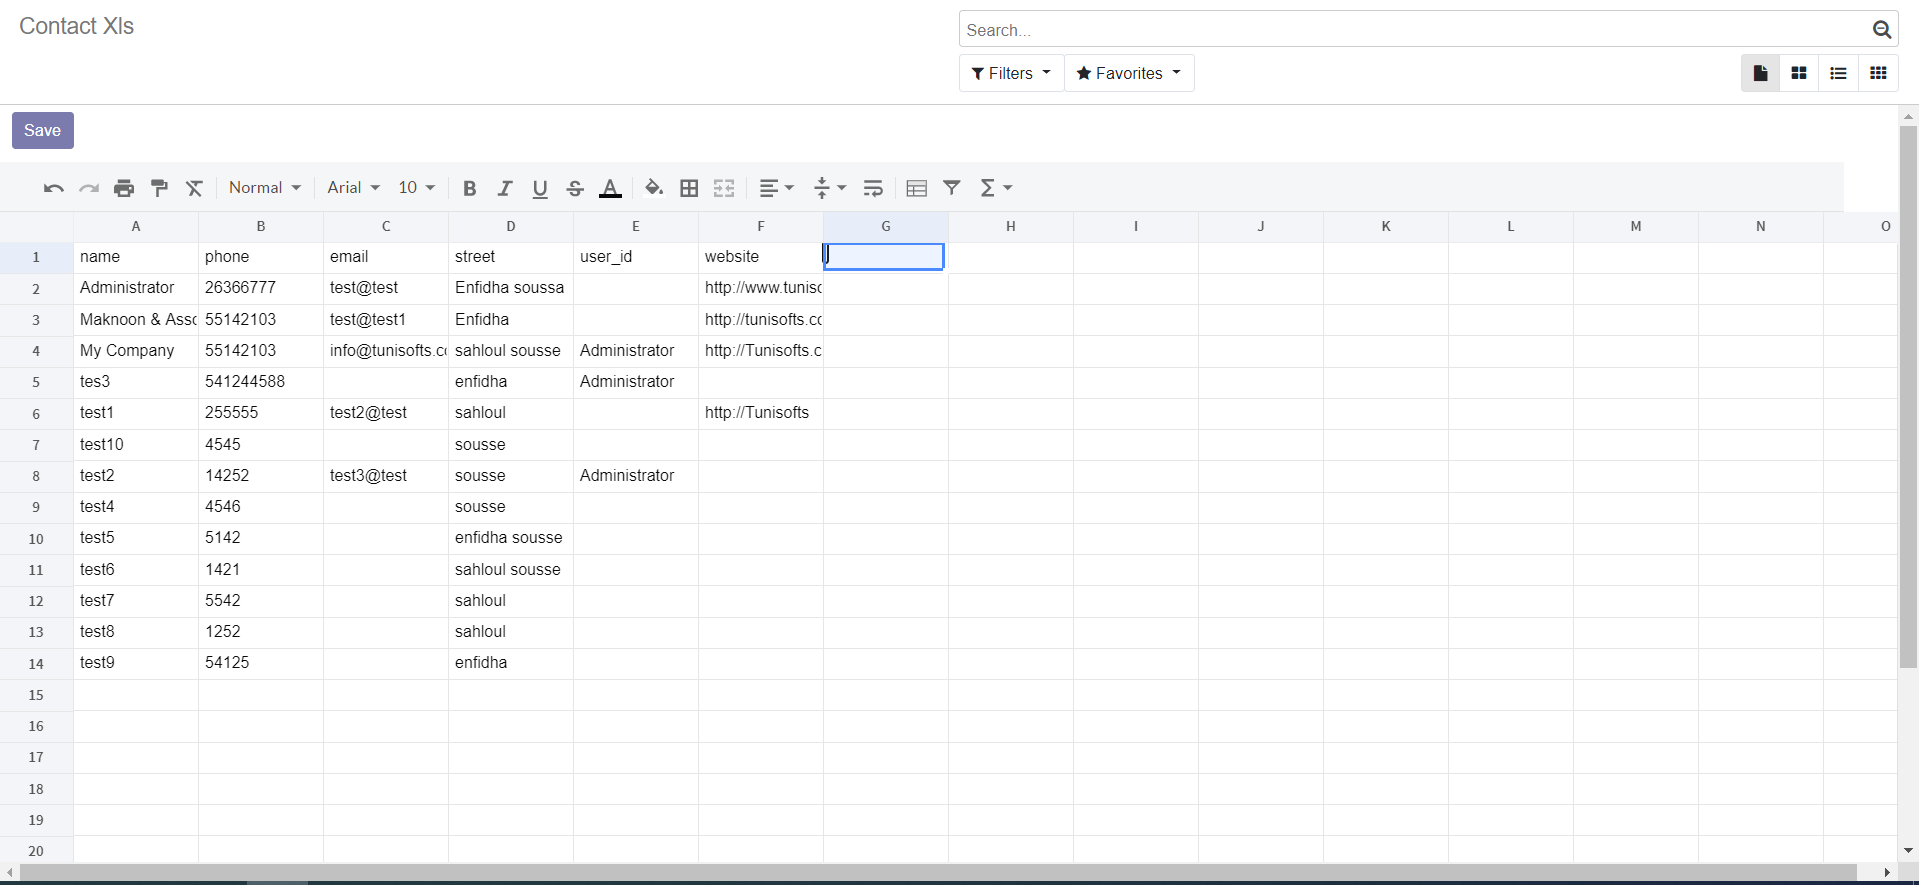 Contact Xls
Search...
Filters Favorites
Save
Normal Arial 10 B I U S A Σ
A B C D E F G H I J K L M N O
1 name phone email street user_id website
2 Administrator 26366777 test@test Enfidha soussa http://www.tunisc
3 Maknoon & Assc 55142103 test@test1 Enfidha http://tunisofts.cc
4 My Company 55142103 info@tunisofts.co sahloul sousse Administrator http://Tunisofts.c
5 tes3 541244588 enfidha Administrator
6 test1 255555 test2@test sahloul http://Tunisofts
7 test10 4545 sousse
8 test2 14252 test3@test sousse Administrator
9 test4 4546 sousse
10 test5 5142 enfidha sousse
11 test6 1421 sahloul sousse
12 test7 5542 sahloul
13 test8 1252 sahloul
14 test9 54125 enfidha
15
16
17
18
19
20